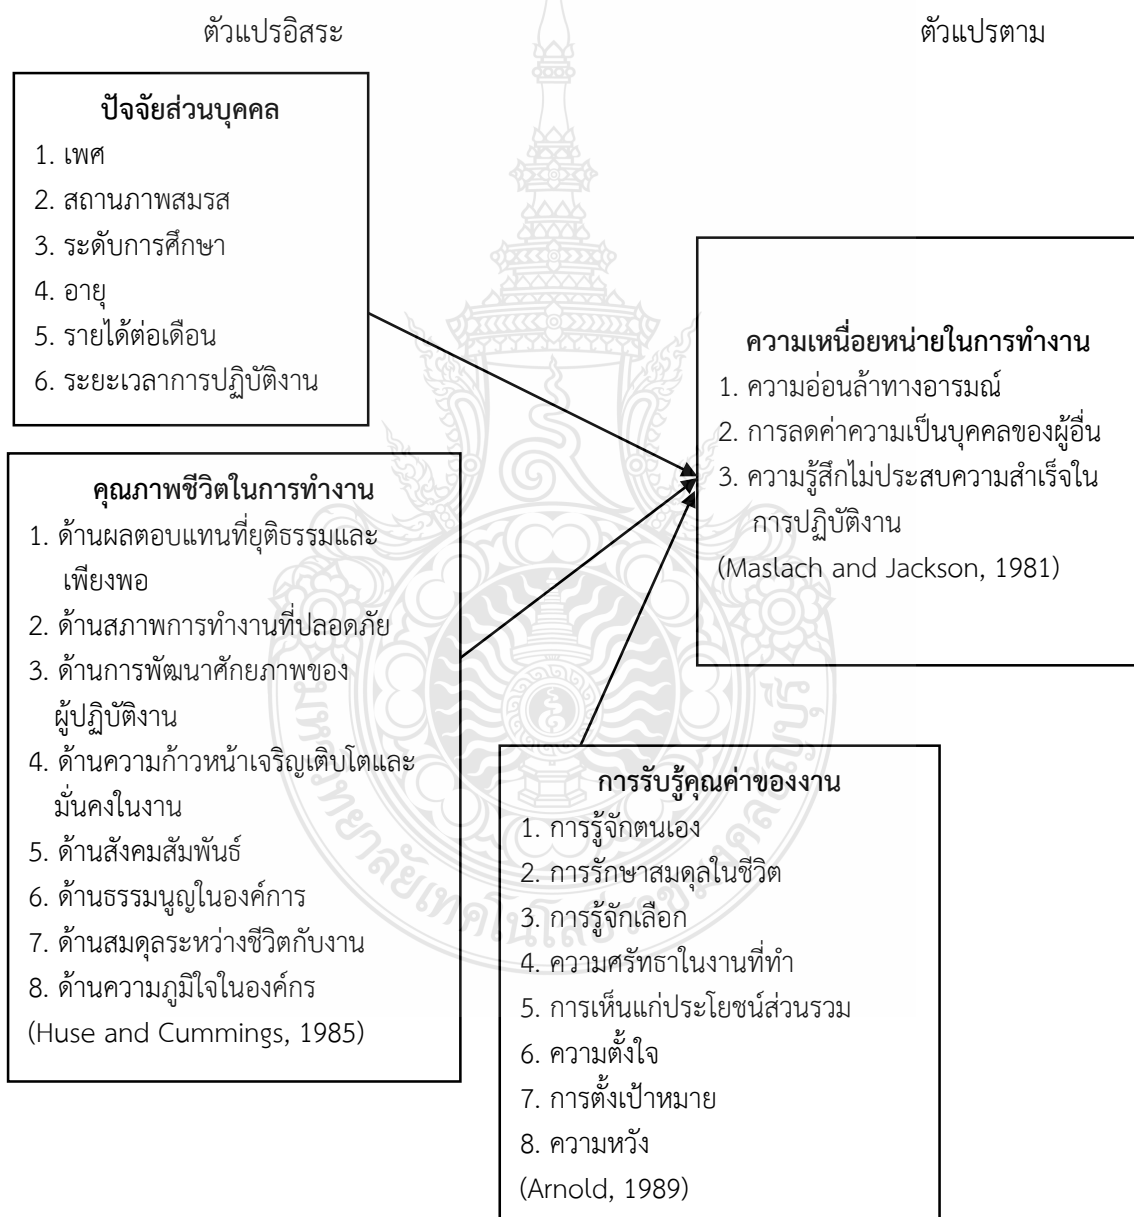 ตัวแปรอิสระ
ตัวแปรตาม
ปัจจัยส่วนบุคคล
1. เพศ
2. สถานภาพสมรส
3. ระดับการศึกษา
4. อายุ
5. รายได้ต่อเดือน
6. ระยะเวลาการปฏิบัติงาน
คุณภาพชีวิตในการทำงาน
1. ด้านผลตอบแทนที่ยุติธรรมและ
เพียงพอ
2. ด้านสภาพการทำงานที่ปลอดภัย
3. ด้านการพัฒนาศักยภาพของ
ผู้ปฏิบัติงาน
4. ด้านความก้าวหน้าเจริญเติบโตและ
มั่นคงในงาน
5. ด้านสังคมสัมพันธ์
6. ด้านธรรมนูญในองค์การ
7. ด้านสมดุลระหว่างชีวิตกับงาน
8. ด้านความภูมิใจในองค์กร
(Huse and Cummings, 1985)
ความเหนื่อยหน่ายในการทำงาน
1. ความอ่อนล้าทางอารมณ์
2. การลดค่าความเป็นบุคคลของผู้อื่น
3. ความรู้สึกไม่ประสบความสำเร็จใน
การปฏิบัติงาน
(Maslach and Jackson, 1981)
การรับรู้คุณค่าของงาน
1. การรู้จักตนเอง
2. การรักษาสมดุลในชีวิต
3. การรู้จักเลือก
4. ความศรัทธาในงานที่ทำ
5. การเห็นแก่ประโยชน์ส่วนรวม
6. ความตั้งใจ
7. การตั้งเป้าหมาย
8. ความหวัง
(Arnold, 1989)
มหาวิทยาลัยเทคโนโลยีราชมงคลธัญบุรี